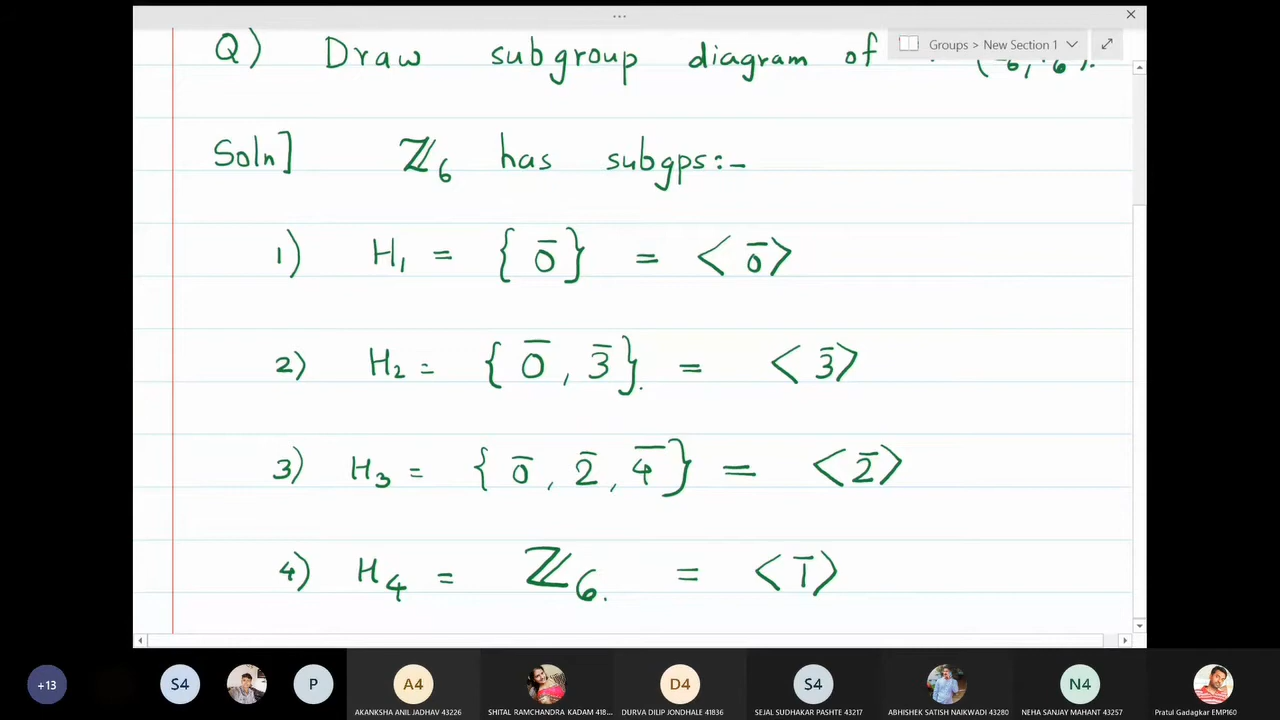 Groups > New Section 1
Q) Draw subgroup diagram of
Soln] ℤ₆ has subgps:-
1) H₁ = { 0̄ } = < 0̄ >
2) H₂ = { 0̄ , 3̄ }. = < 3̄ >
3) H₃ = { 0̄ , 2̄ , 4̄ } = < 2̄ >
4) H₄ = ℤ₆. = < 1̄ >
+13 S4 P A4 D4 S4 N4
AKANKSHA ANIL JADHAV 43226 SHITAL RAMCHANDRA KADAM 418... DURVA DILIP JONDHALE 41836 SEJAL SUDHAKAR PASHTE 43217 ABHISHEK SATISH NAIKWADI 43280 NEHA SANJAY MAHANT 43257 Pratul Gadagkar EMP160